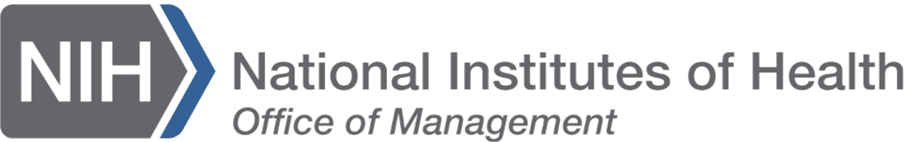 NIH National Institutes of Health
Office of Management